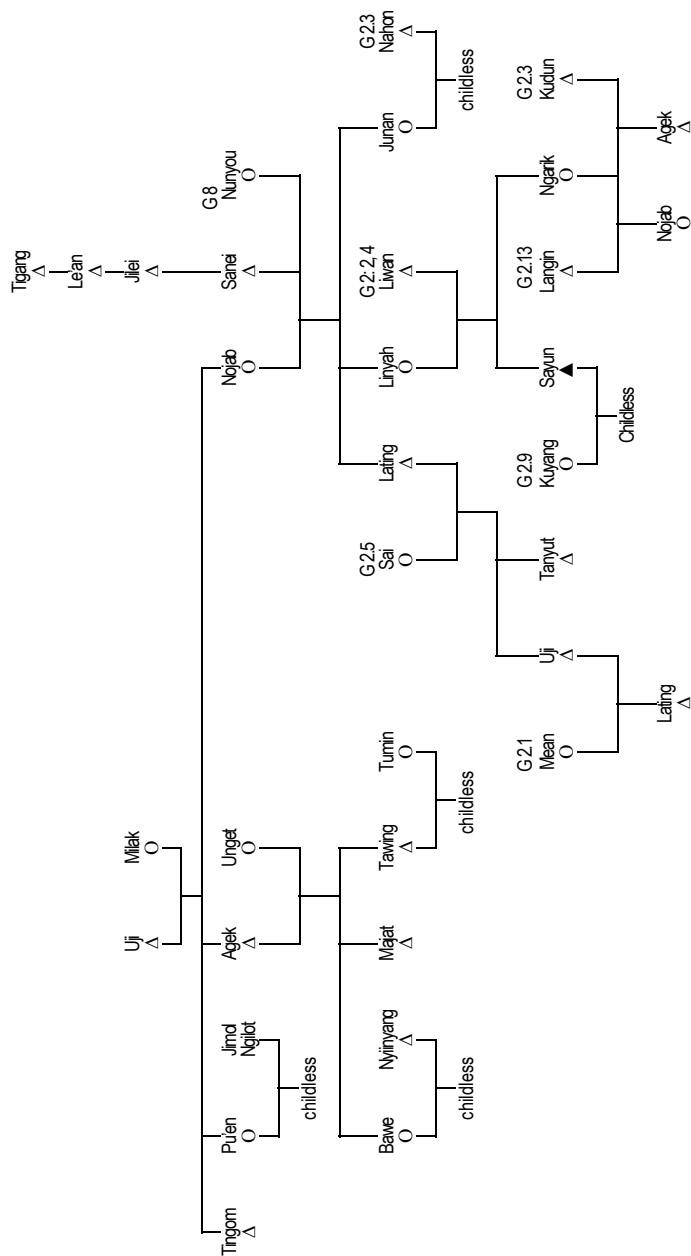 Tigang
Lean
Jilei
Uji
Milak
Tingom
Pu'en
Jimol
Ngilot
Agek
Unget
Nojab
Sanei
G 8
Nunyou
childless
Bawe
Nyiinyang
Majat
Tawing
Tumin
G 2.5
Sai
Lating
Linyah
G 2: 2, 4
Liwan
Junan
G 2.3
Nahon
childless
childless
childless
G 2.1
Mean
Uji
Tanyut
G 2.9
Kuyang
Sayun
G 2.13
Langin
Ngarik
G 2.3
Kudun
Lating
Childless
Nojab
Agek